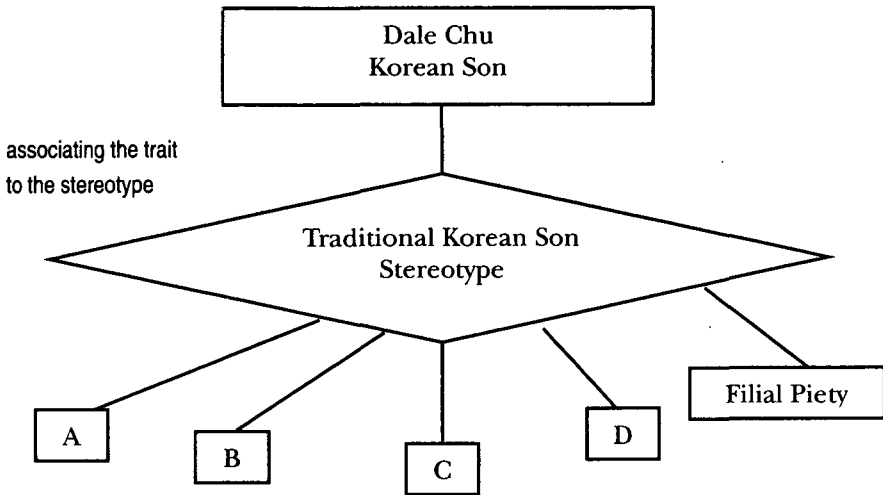 Dale Chu
Korean Son
associating the trait
to the stereotype
Traditional Korean Son
Stereotype
Filial Piety
A
B
C
D